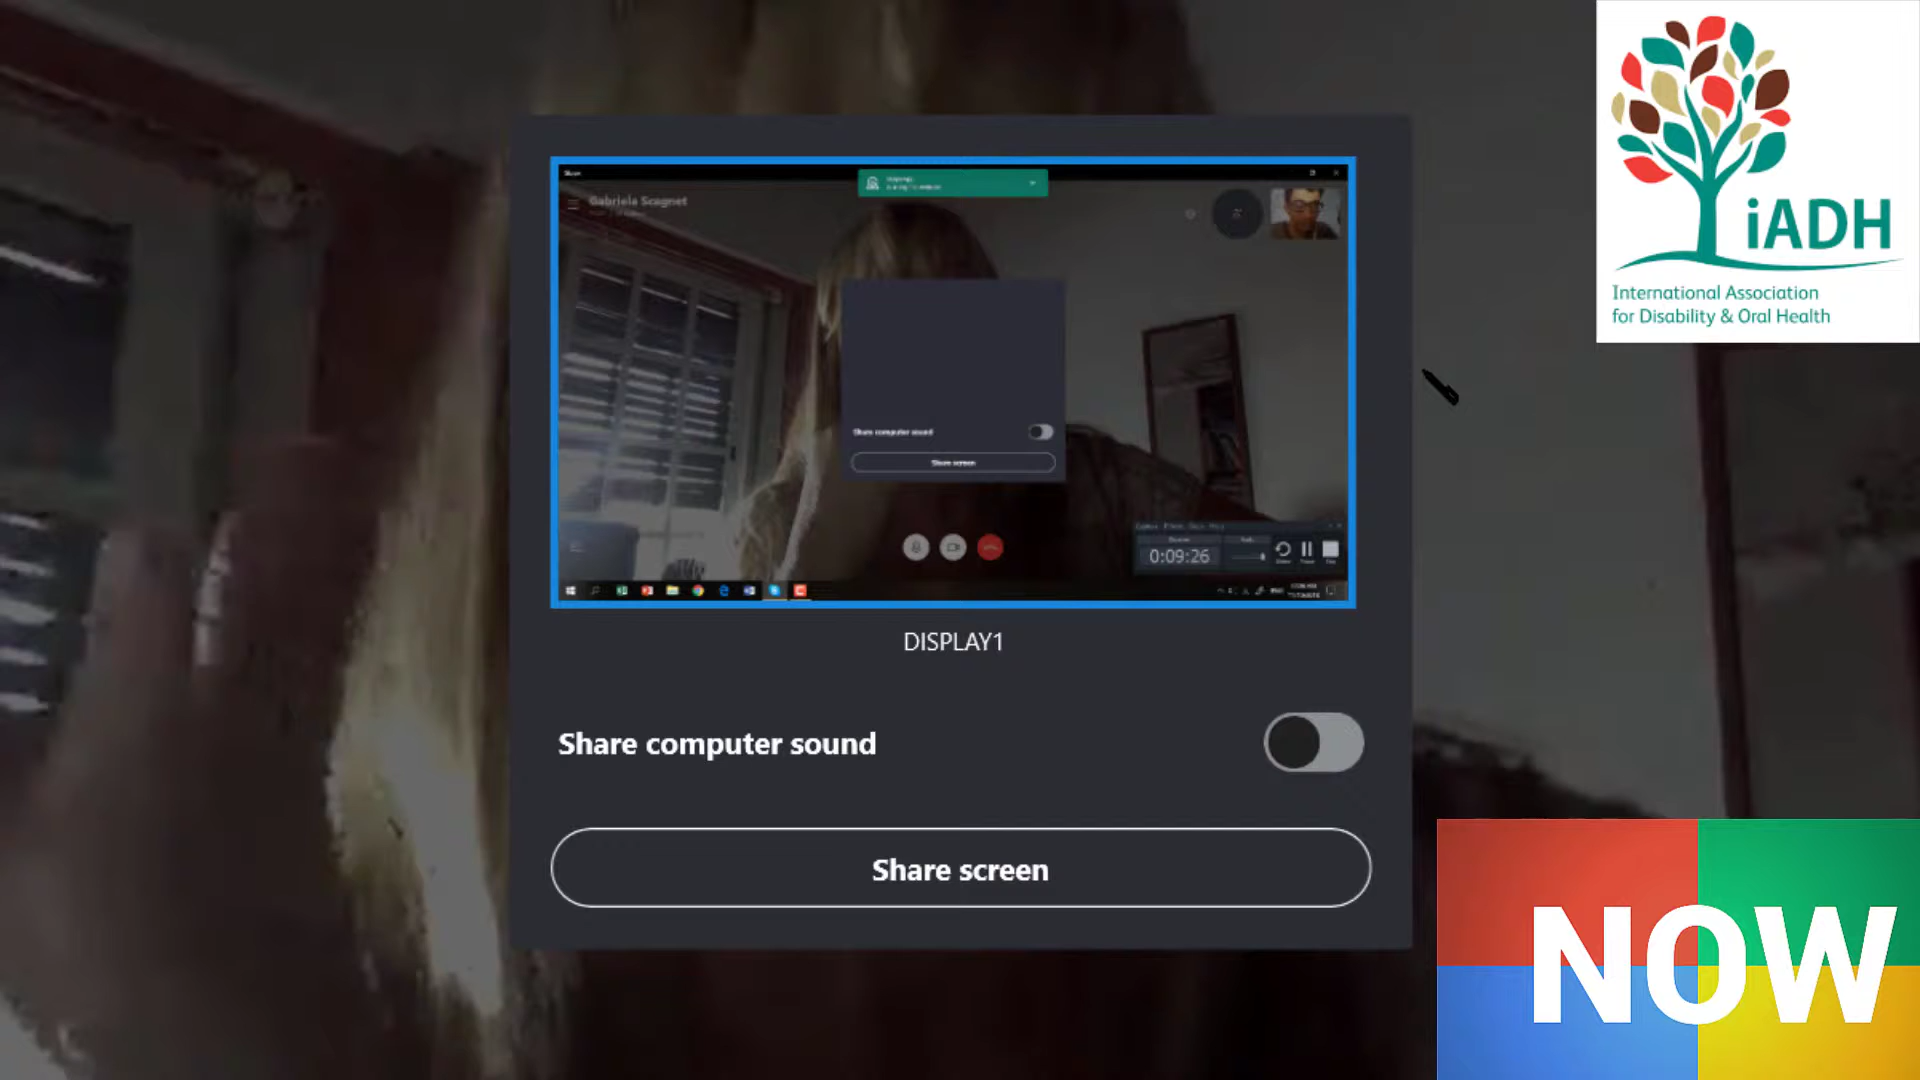 iADH
International Association
for Disability & Oral Health
Gabriela Scagnet
Share computer sound
Share screen
0:09:26
DISPLAY1
Share computer sound
Share screen
NOW